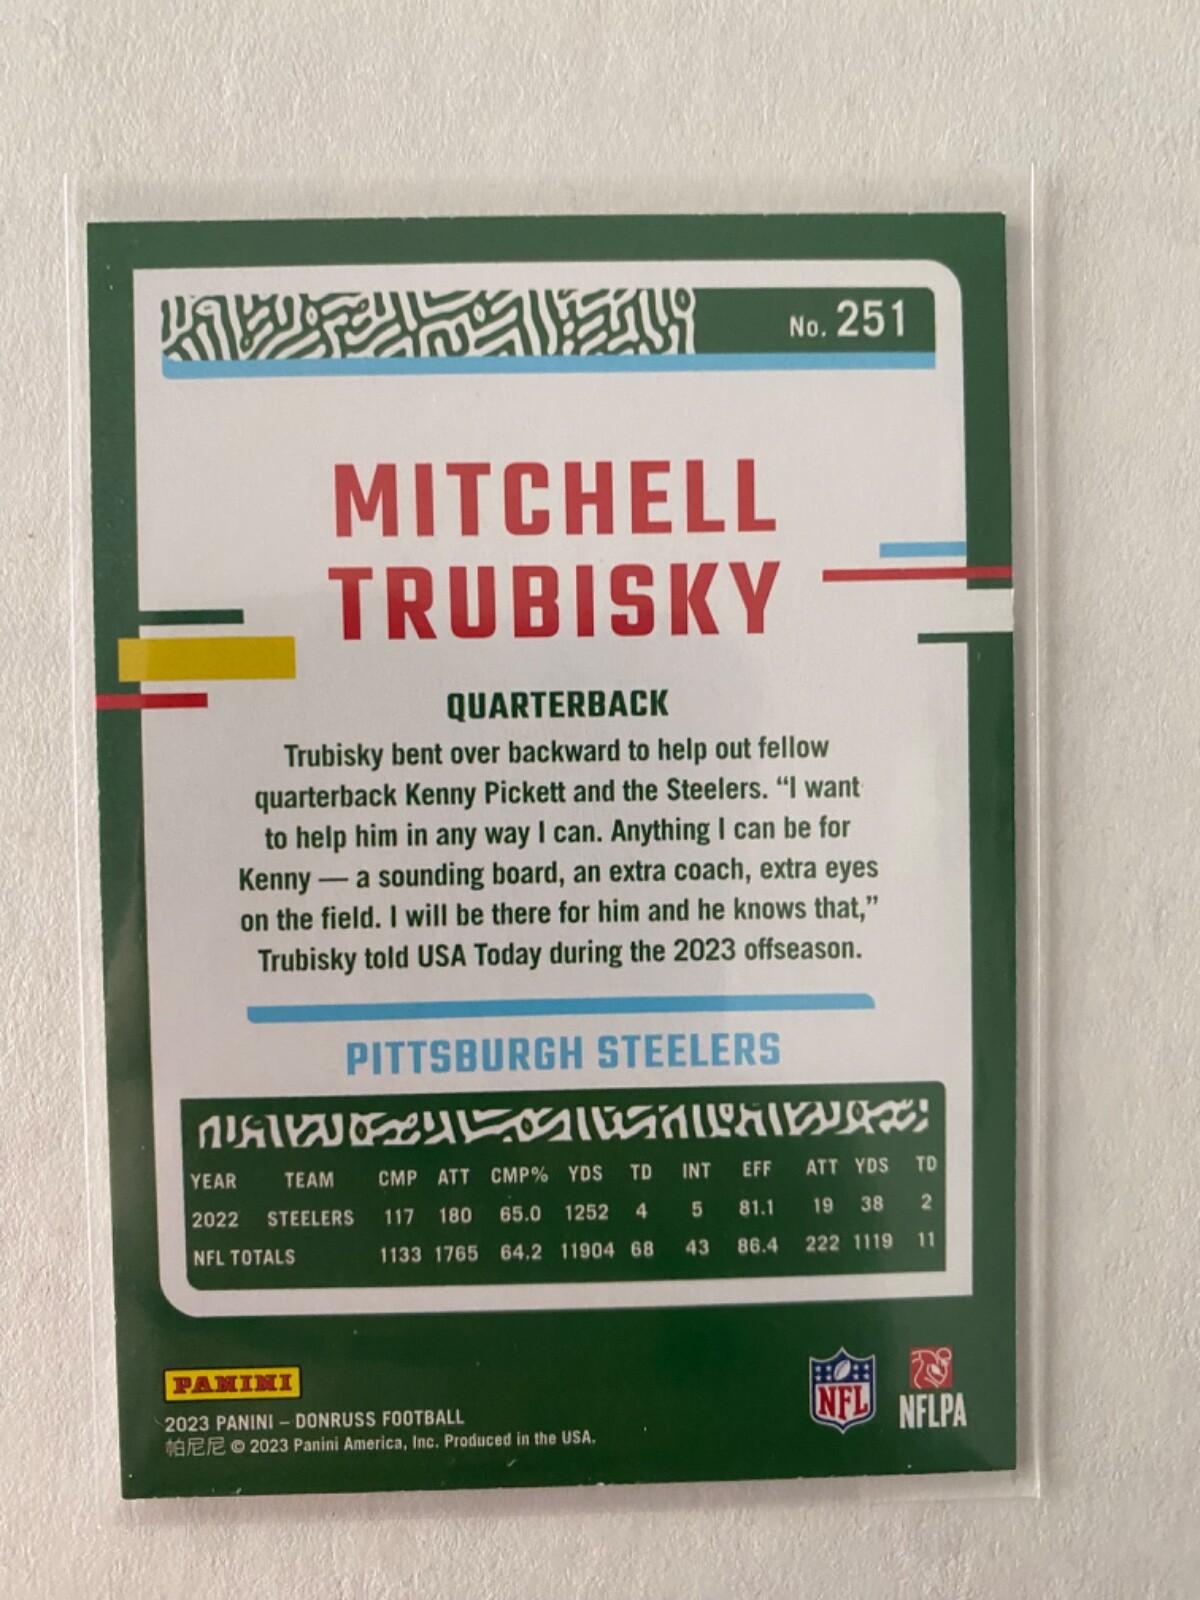 No. 251
MITCHELL
TRUBISKY
QUARTERBACK
Trubisky bent over backward to help out fellow
quarterback Kenny Pickett and the Steelers. “I want
to help him in any way I can. Anything I can be for
Kenny — a sounding board, an extra coach, extra eyes
on the field. I will be there for him and he knows that,”
Trubisky told USA Today during the 2023 offseason.
PITTSBURGH STEELERS
YEAR TEAM CMP ATT CMP% YDS TD INT EFF ATT YDS TD
2022 STEELERS 117 180 65.0 1252 4 5 81.1 19 38 2
NFL TOTALS 1133 1765 64.2 11904 68 43 86.4 222 1119 11
PANINI
NFL
NFLPA
2023 PANINI – DONRUSS FOOTBALL
帕尼尼 © 2023 Panini America, Inc. Produced in the USA.